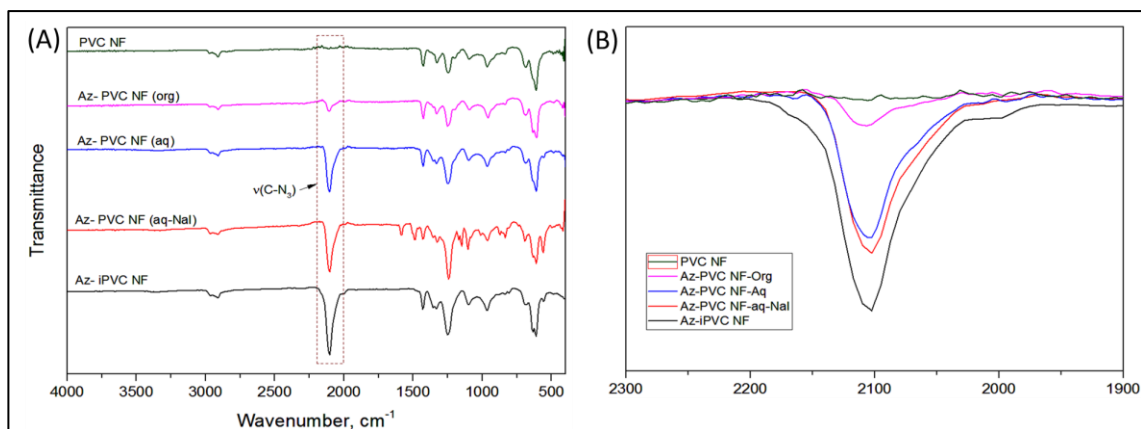 (A)
PVC NF
Az- PVC NF (org)
Az- PVC NF (aq)
ν(C-N₃)
Az- PVC NF (aq-NaI)
Az- iPVC NF
Transmittance
4000 3500 3000 2500 2000 1500 1000 500
Wavenumber, cm⁻¹
(B)
PVC NF
Az-PVC NF-Org
Az-PVC NF-Aq
Az-PVC NF-aq-NaI
Az-iPVC NF
2300 2200 2100 2000 1900